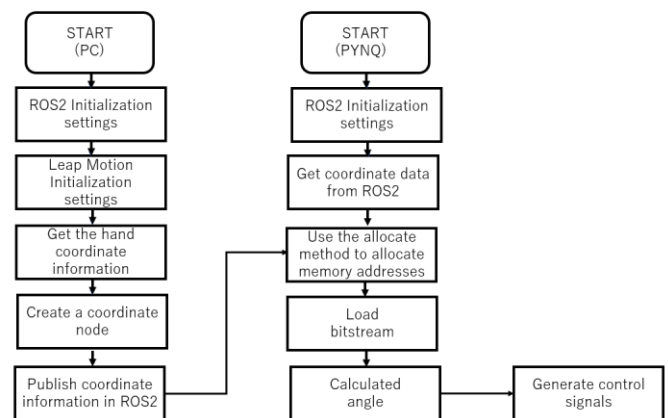 START
(PC)
ROS2 Initialization
settings
Leap Motion
Initialization
settings
Get the hand
coordinate
information
Create a coordinate
node
Publish coordinate
information in ROS2
START
(PYNQ)
ROS2 Initialization
settings
Get coordinate data
from ROS2
Use the allocate
method to allocate
memory addresses
Load
bitstream
Calculated
angle
Generate control
signals